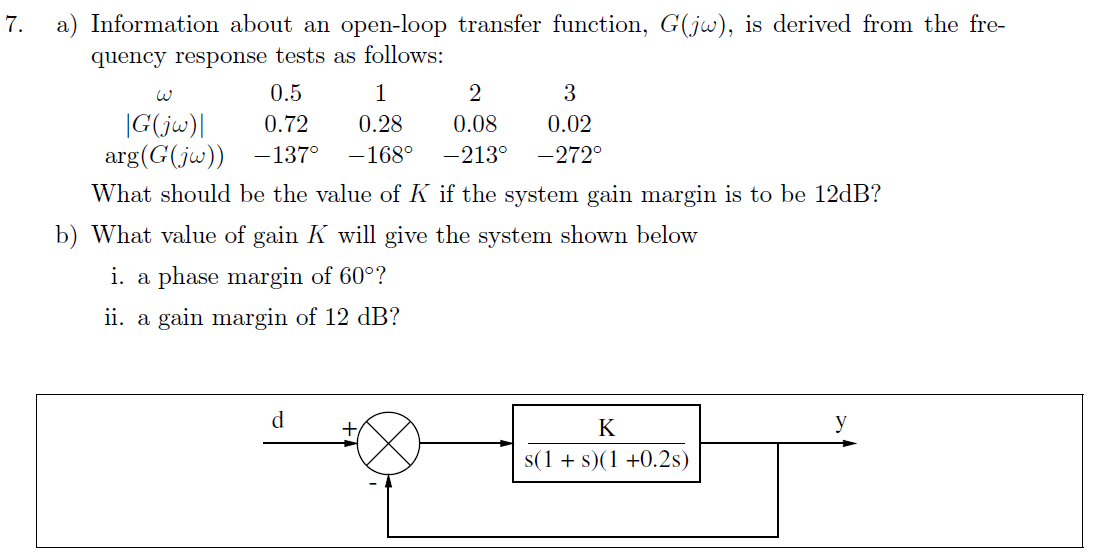 7. a) Information about an open-loop transfer function, G(jω), is derived from the fre-
quency response tests as follows:
ω 0.5 1 2 3
|G(jω)| 0.72 0.28 0.08 0.02
arg(G(jω)) −137° −168° −213° −272°
What should be the value of K if the system gain margin is to be 12dB?
b) What value of gain K will give the system shown below
i. a phase margin of 60°?
ii. a gain margin of 12 dB?
d + K y
s(1 + s)(1 +0.2s)
-